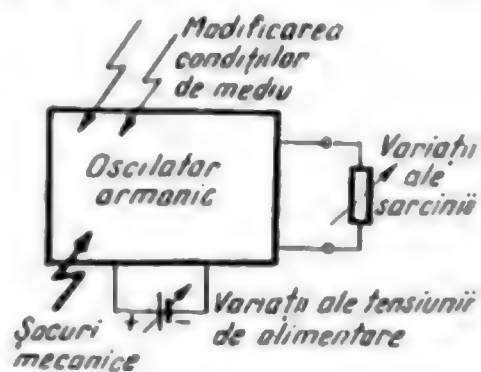 Modificarea
condițiilor
de mediu
Oscilator
armonic
Variații
ale
sarcinii
+ -
Variații ale tensiunii
de alimentare
Șocuri
mecanice